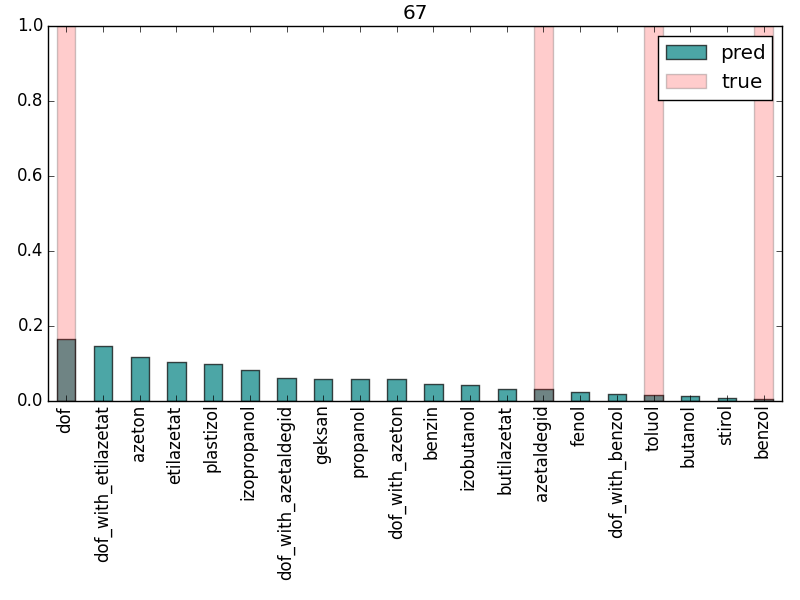 67
1.0
0.8
0.6
0.4
0.2
0.0
pred
true
dof
dof_with_etilazetat
azeton
etilazetat
plastizol
izopropanol
dof_with_azetaldegid
geksan
propanol
dof_with_azeton
benzin
izobutanol
butilazetat
azetaldegid
fenol
dof_with_benzol
toluol
butanol
stirol
benzol